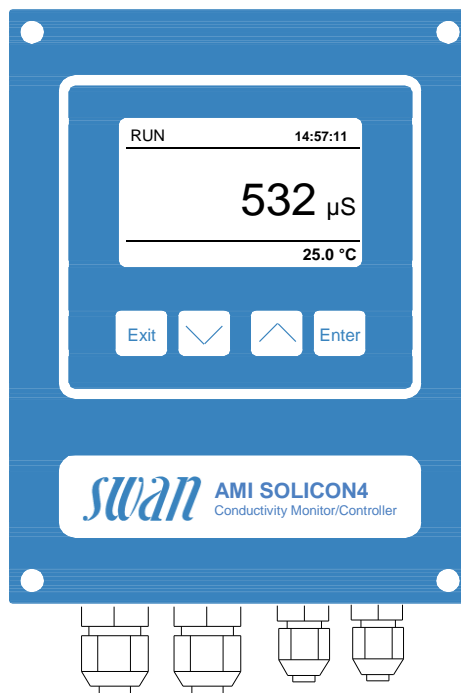 RUN 14:57:11
532 µS
25.0 °C
Exit Enter
swan
AMI SOLICON4
Conductivity Monitor/Controller